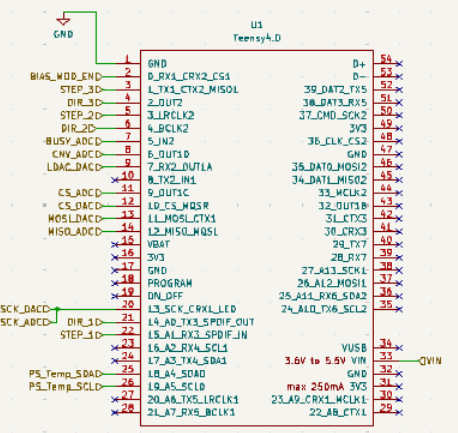 U1
Teensy4.0
GND
1 GND
BIAS_MOD_EN 2 0_RX1_CRX2_CS1
STEP_3 3 1_TX1_CTX2_MISO1
DIR_3 4 2_OUT2
STEP_2 5 3_LRCLK2
DIR_2 6 4_BCLK2
BUSY_ADC 7 5_IN2
CNV_ADC 8 6_OUT1D
LDAC_DAC 9 7_RX2_OUT1A
10 8_TX2_IN1
CS_ADC 11 9_OUT1C
CS_DAC 12 10_CS_MQSR
MOSI_DAC 13 11_MOSI_CTX1
MISO_ADC 14 12_MISO_MQSL
15 VBAT
16 3V3
17 GND
18 PROGRAM
19 ON_OFF
SCK_DAC 20 13_SCK_CRX1_LED
SCK_ADC
DIR_1 21 14_A0_TX3_SPDIF_OUT
STEP_1 22 15_A1_RX3_SPDIF_IN
23 16_A2_RX4_SCL1
24 17_A3_TX4_SDA1
PS_Temp_SDA 25 18_A4_SDA0
PS_Temp_SCL 26 19_A5_SCL0
27 20_A6_TX5_LRCLK1
28 21_A7_RX5_BCLK1
D+ 54
D- 53
39_DAT2_TX5 52
38_DAT3_RX5 51
37_CMD_SCK2 50
3V3 49
36_CLK_CS2 48
GND 47
35_DAT0_MOSI2 46
34_DAT1_MISO2 45
33_MCLK2 44
32_OUT1B 43
31_CTX3 42
30_CRX3 41
29_TX7 40
28_RX7 39
27_A13_SCK1 38
26_A12_MOSI1 37
25_A11_RX6_SDA2 36
24_A10_TX6_SCL2 35
VUSB 34
3.6V to 5.5V VIN 33 VIN
GND 32
max 250mA 3V3 31
23_A9_CRX1_MCLK1 30
22_A8_CTX1 29